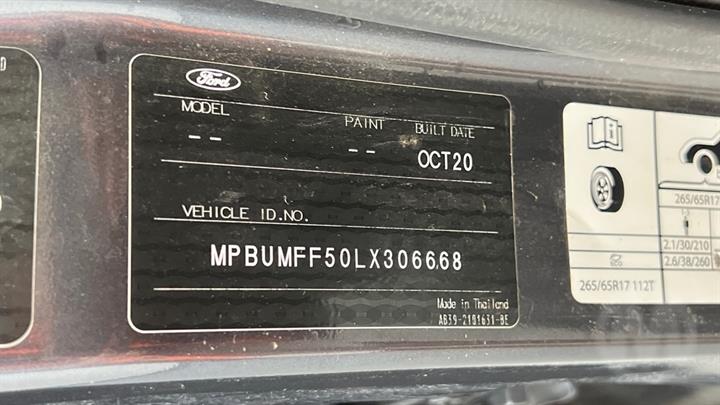 D
Ford
MODEL
PAINT
BUILT DATE
-- -- OCT20
VEHICLE ID.NO.
MPBUMFF50LX306668
Made in Thailand
AB39-2101631-BE
265/65R17
2.1/30/210
2.6/38/260
265/65R17 112T